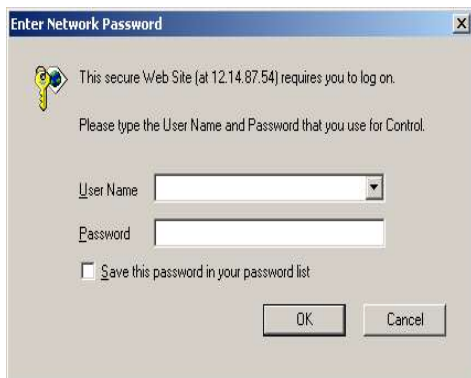 Enter Network Password
This secure Web Site (at 12.14.87.54) requires you to log on.
Please type the User Name and Password that you use for Control.
User Name
Password
Save this password in your password list
OK
Cancel